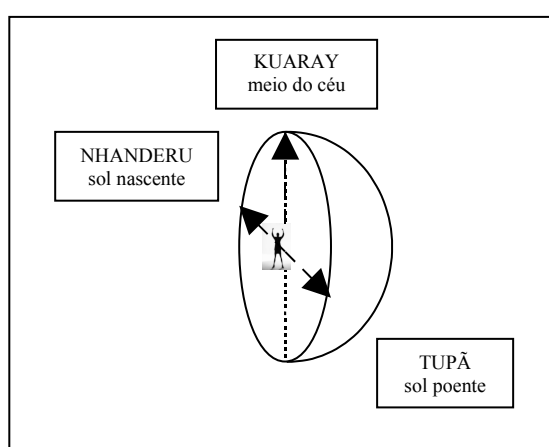 KUARAY
meio do céu
NHANDERU
sol nascente
TUPÃ
sol poente